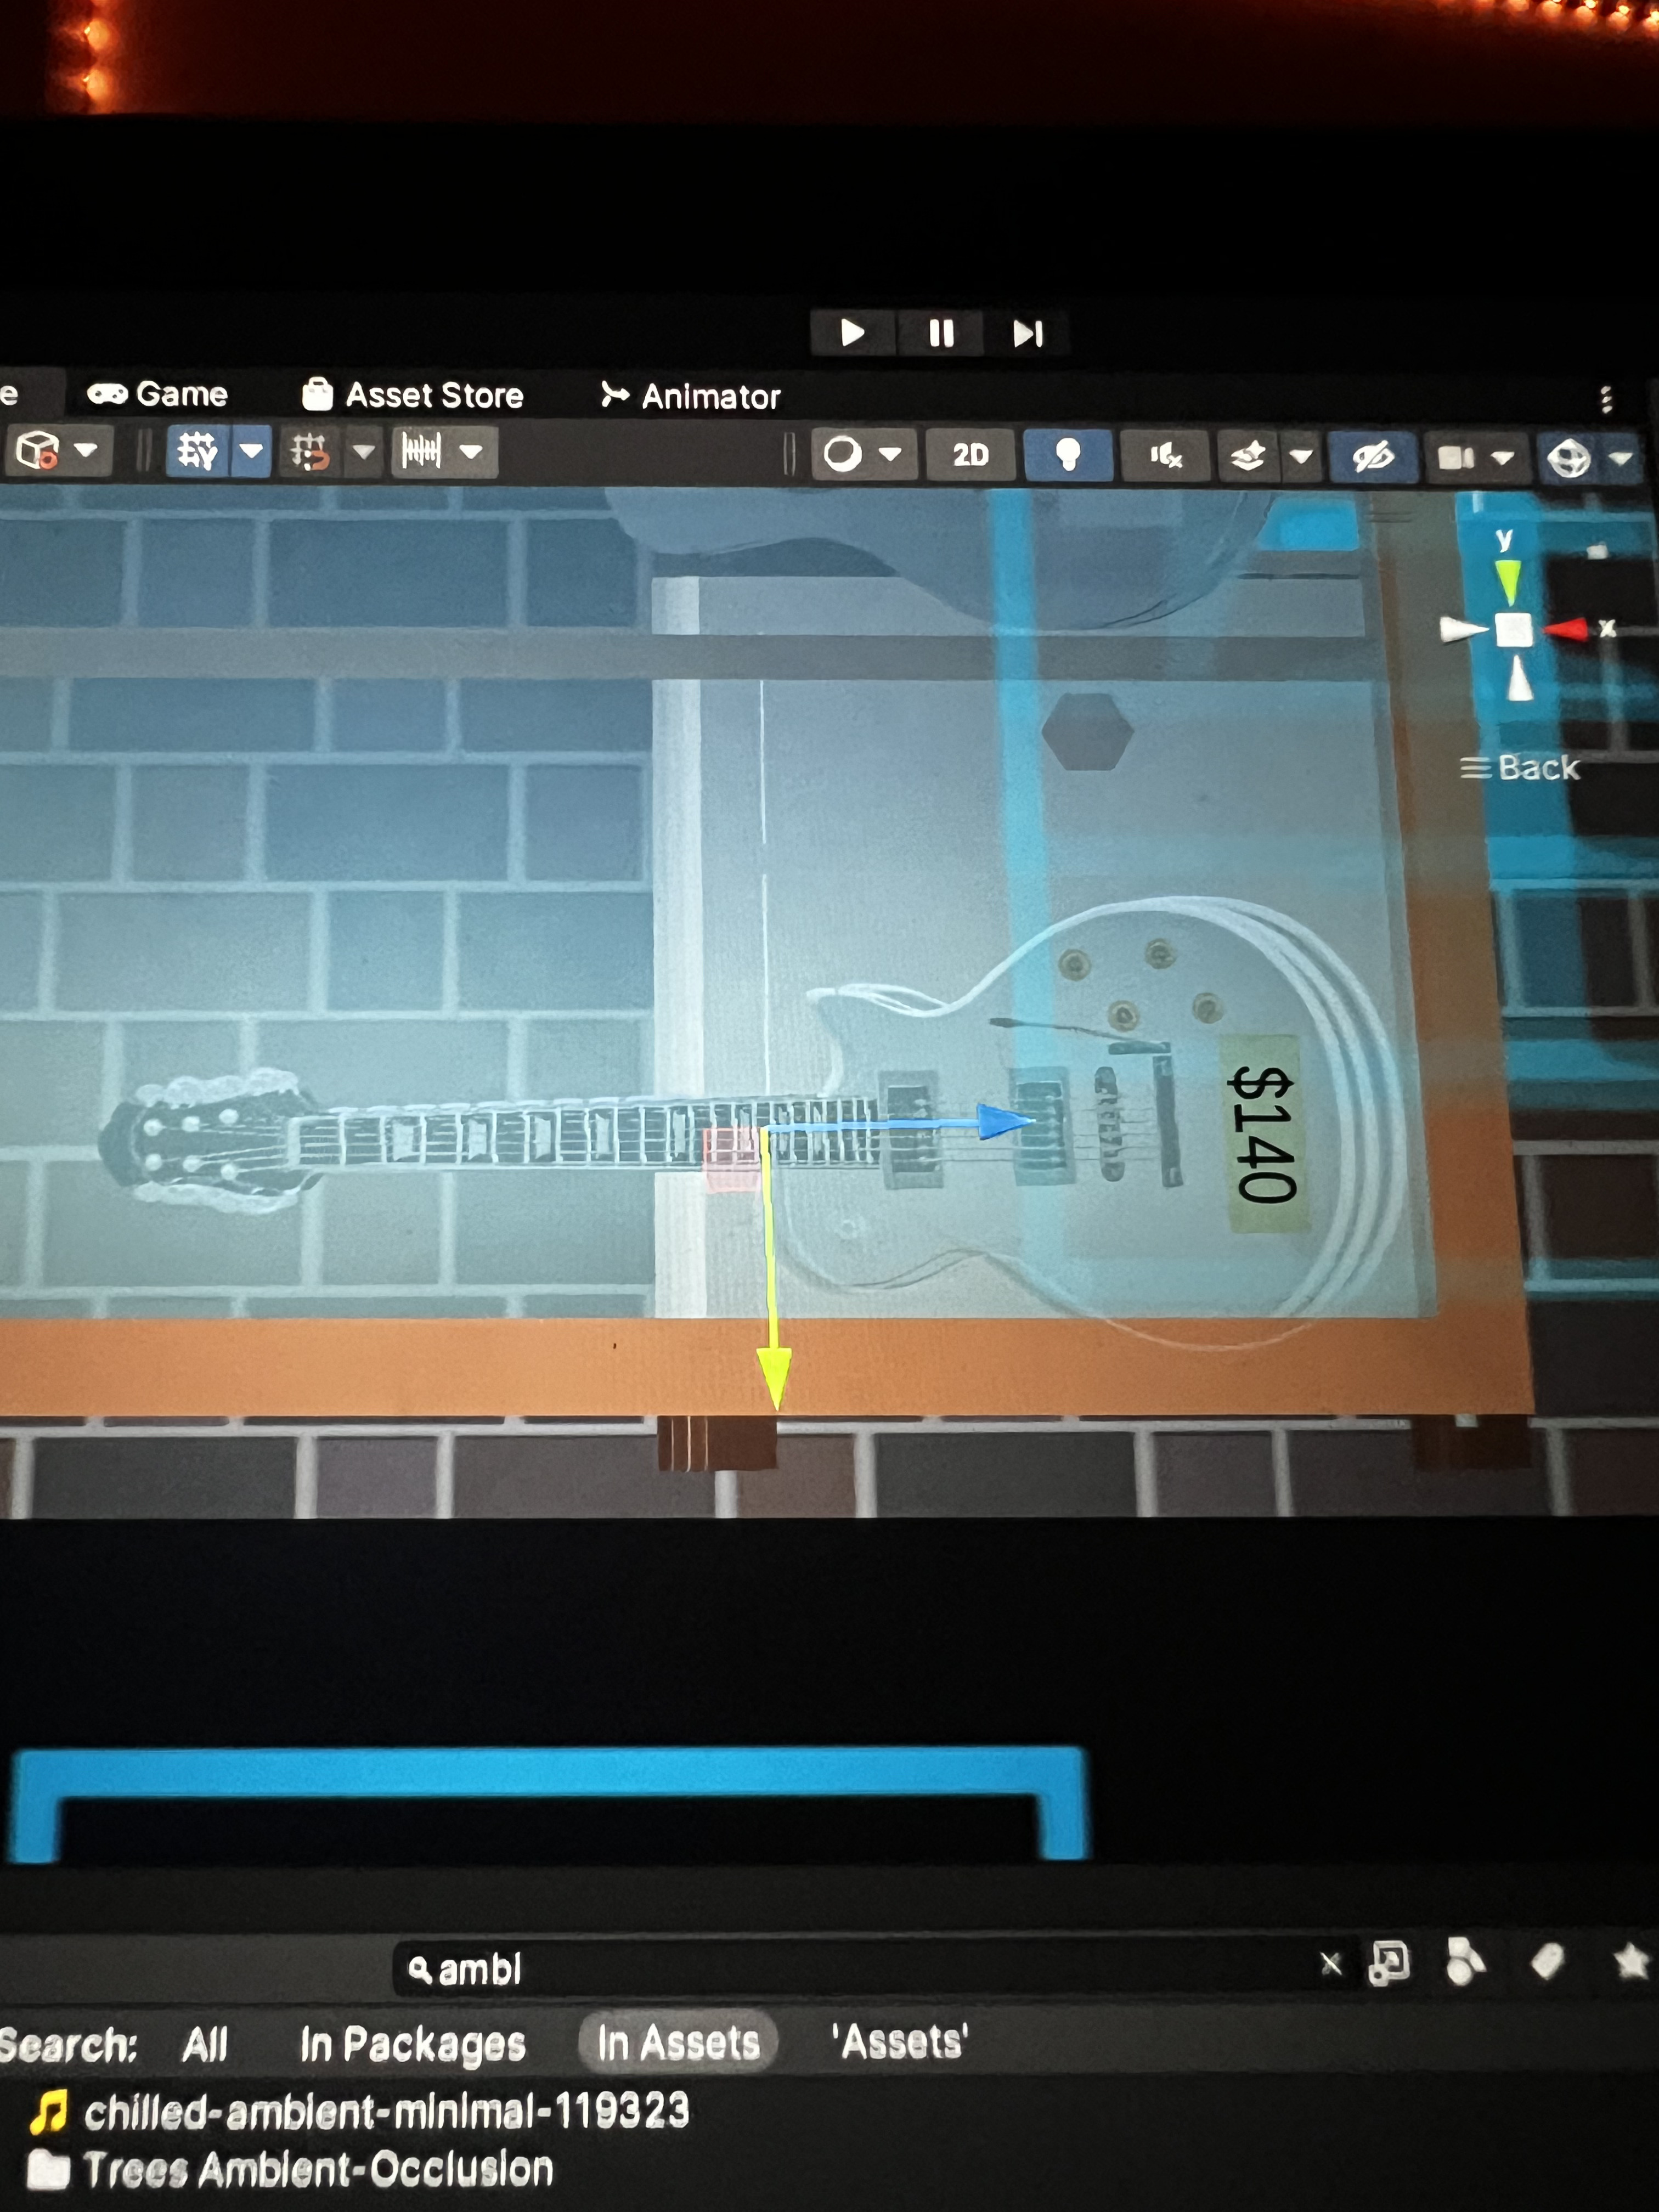 e Game Asset Store Animator
2D
y
x
Back
$140
ambl
Search: All In Packages In Assets 'Assets'
chilled-ambient-minimal-119323
Trees Ambient-Occlusion